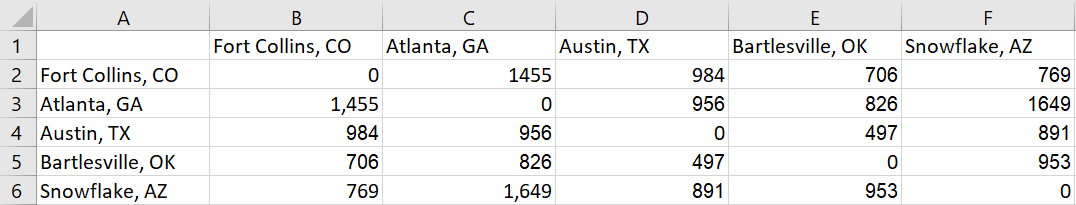 A B C D E F
1 Fort Collins, CO Atlanta, GA Austin, TX Bartlesville, OK Snowflake, AZ
2 Fort Collins, CO 0 1455 984 706 769
3 Atlanta, GA 1,455 0 956 826 1649
4 Austin, TX 984 956 0 497 891
5 Bartlesville, OK 706 826 497 0 953
6 Snowflake, AZ 769 1,649 891 953 0